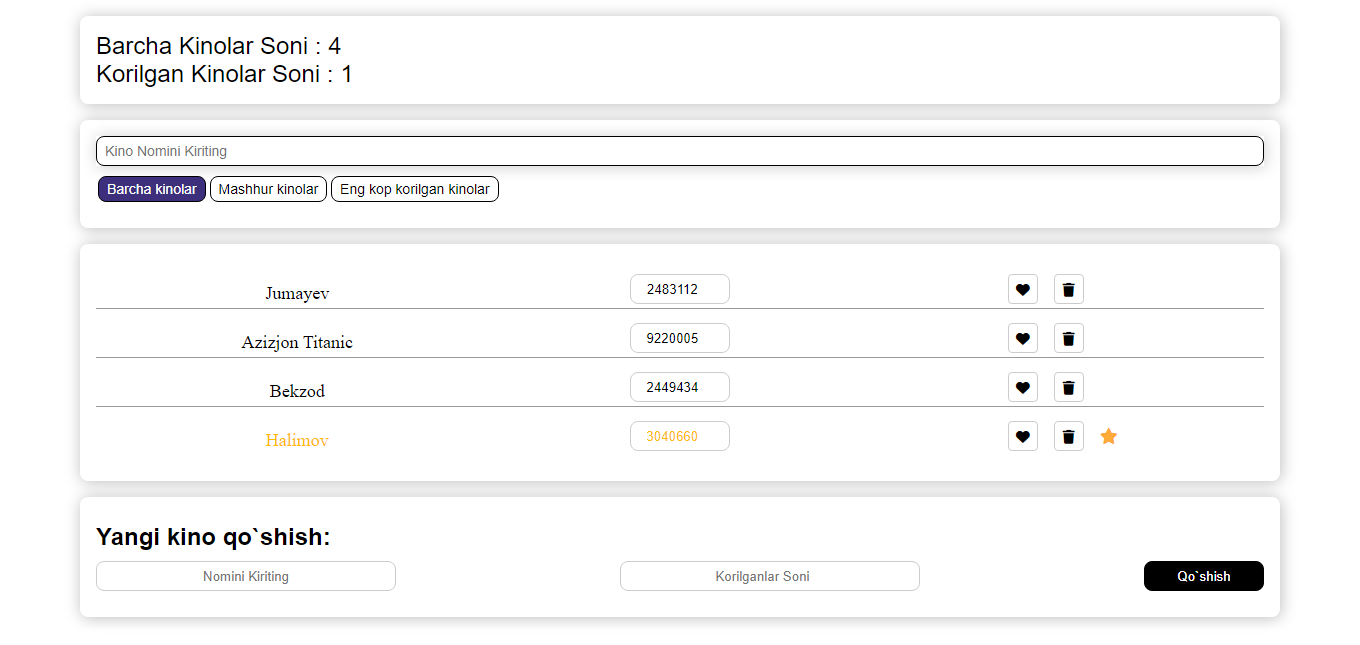 Barcha Kinolar Soni : 4
Korilgan Kinolar Soni : 1
Kino Nomini Kiriting
Barcha kinolar Mashhur kinolar Eng kop korilgan kinolar
Jumayev 2483112
Azizjon Titanic 9220005
Bekzod 2449434
Halimov 3040660
Yangi kino qo`shish:
Nomini Kiriting Korilganlar Soni Qo`shish